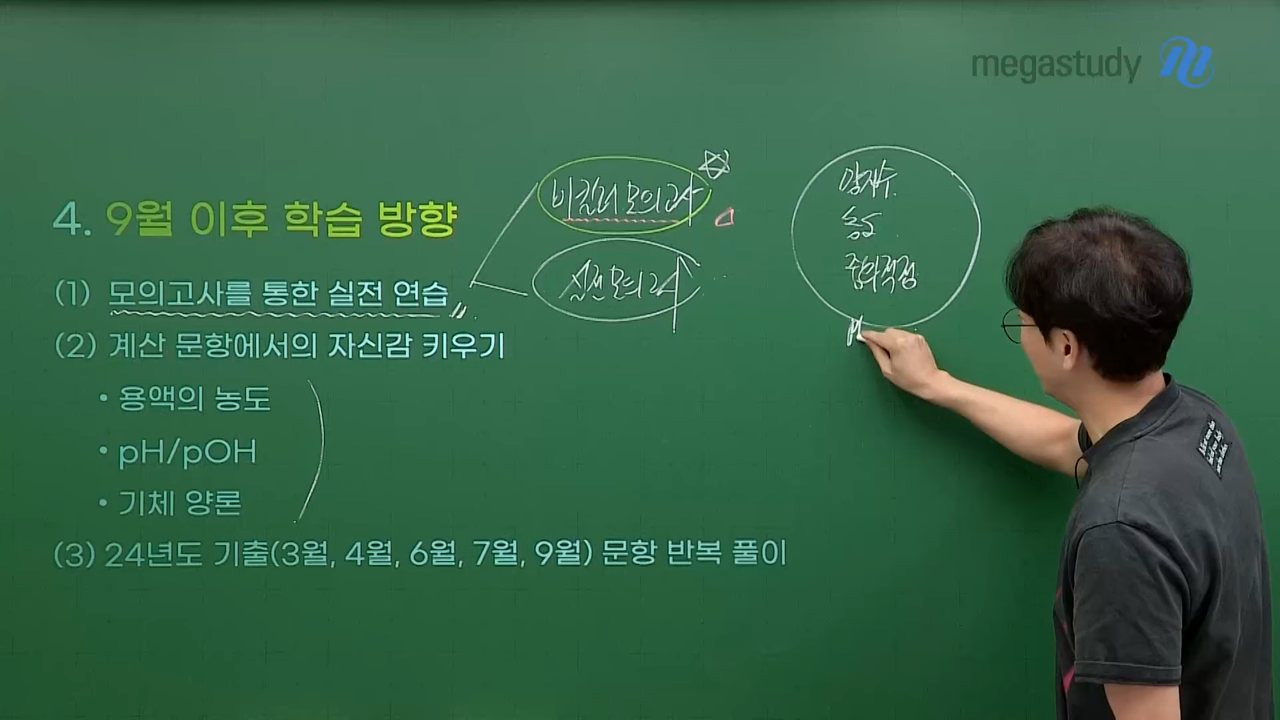 megastudy
4. 9월 이후 학습 방향
(1) 모의고사를 통한 실전 연습
(2) 계산 문항에서의 자신감 키우기
• 용액의 농도
• pH/pOH
• 기체 양론
(3) 24년도 기출(3월, 4월, 6월, 7월, 9월) 문항 반복 풀이
비킬러 모의고사
실전 모의고사
양자수
농도
중화적정